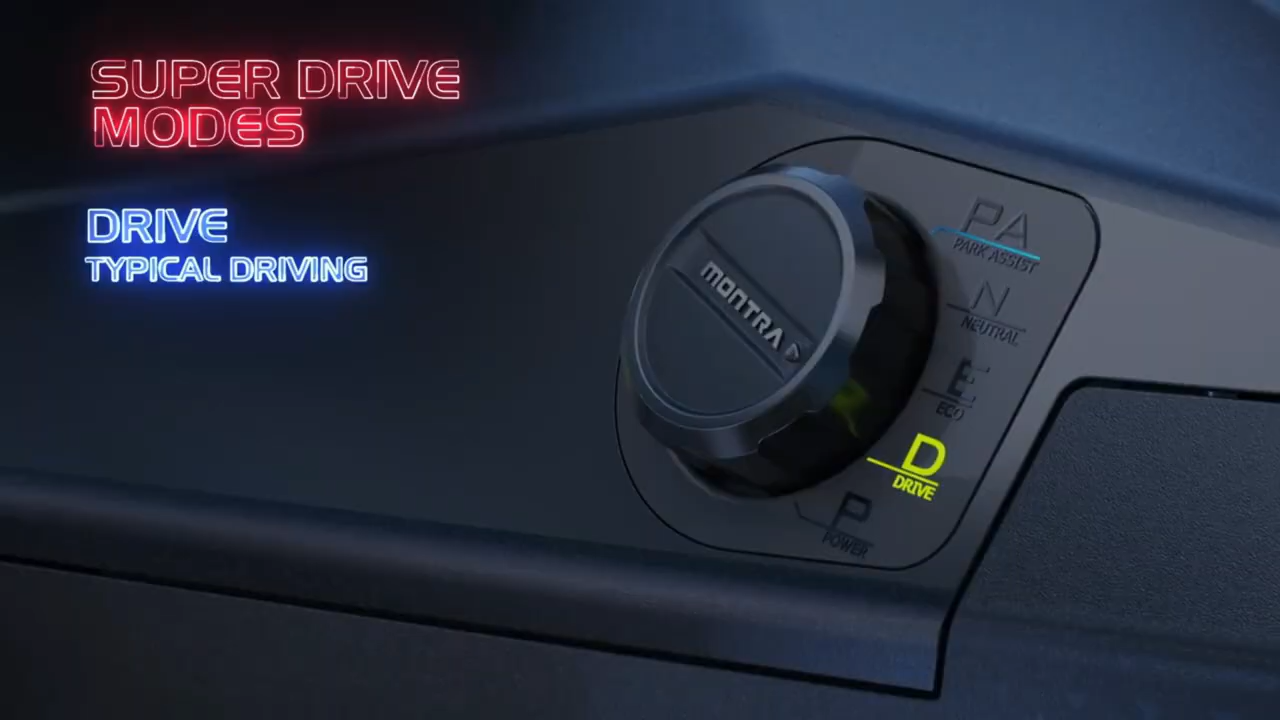 SUPER DRIVE
MODES
DRIVE
TYPICAL DRIVING
MONTRA
PA
PARK ASSIST
N
NEUTRAL
E
ECO
D
DRIVE
P
POWER